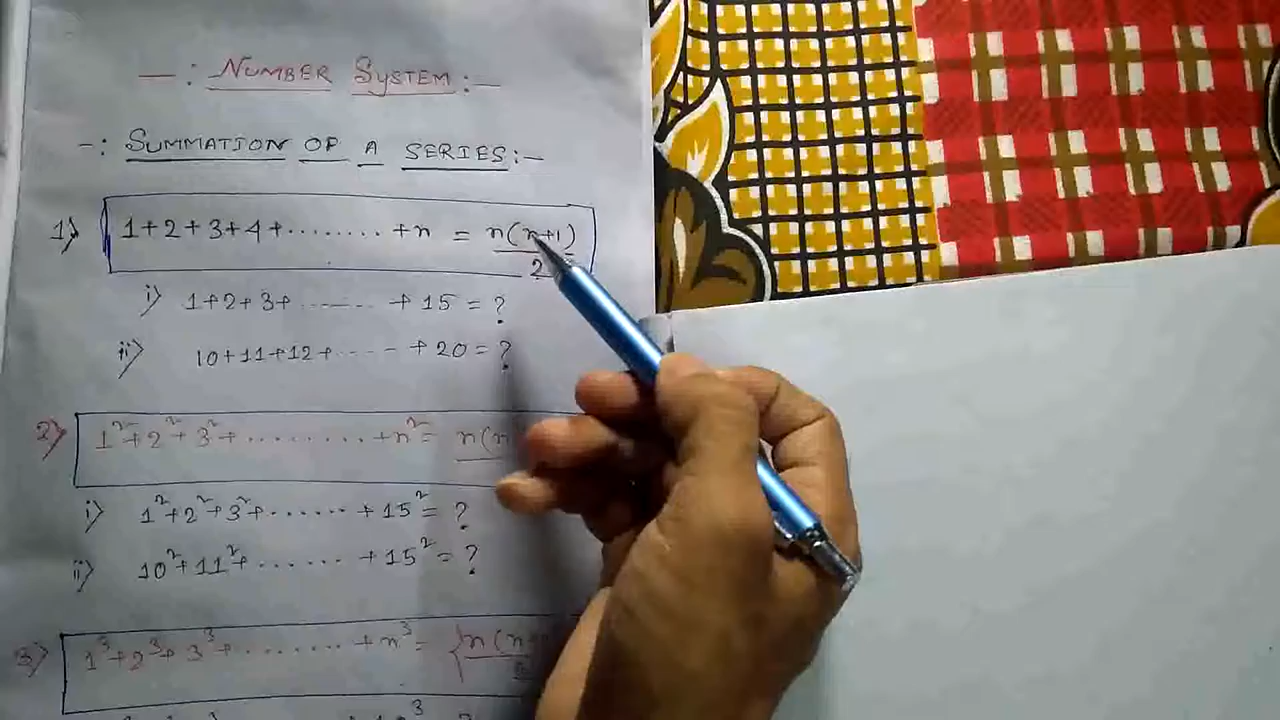 —: NUMBER SYSTEM:—
-: SUMMATION OF A SERIES:-
1) 1+2+3+4+........+n = n(n+1)/2
i) 1+2+3+.......+15=?
ii) 10+11+12+.....+20=?
2) 1²+2²+3²+.........+n²= n(n
i) 1²+2²+3²+......+15²=?
ii) 10²+11²+......+15²=?
3) 1³+2³+3³+.......+n³= {n(n+